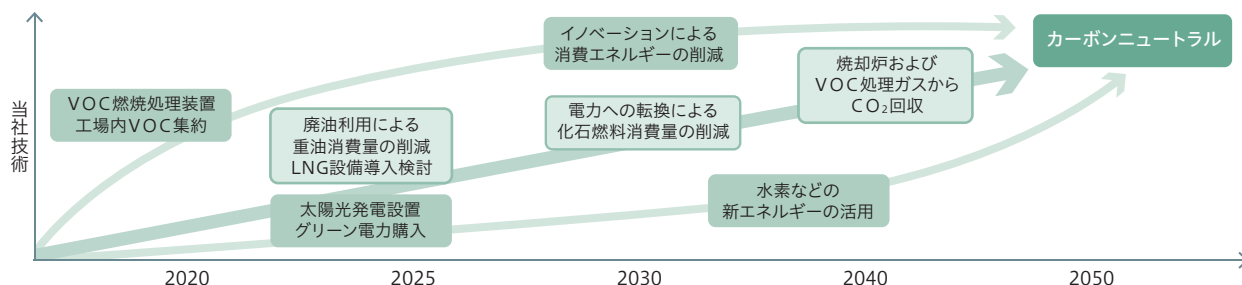 当社技術
VOC燃焼処理装置
工場内VOC集約
廃油利用による
重油消費量の削減
LNG設備導入検討
太陽光発電設置
グリーン電力購入
イノベーションによる
消費エネルギーの削減
電力への転換による
化石燃料消費量の削減
水素などの
新エネルギーの活用
焼却炉および
VOC処理ガスから
CO₂回収
カーボンニュートラル
2020
2025
2030
2040
2050